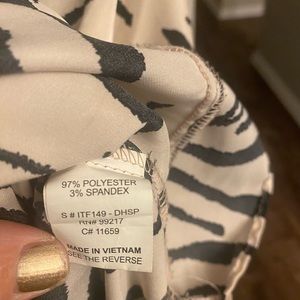 97% POLYESTER
3% SPANDEX
S # ITF149 - DHSP
RN# 99217
C# 11659
MADE IN VIETNAM
SEE THE REVERSE